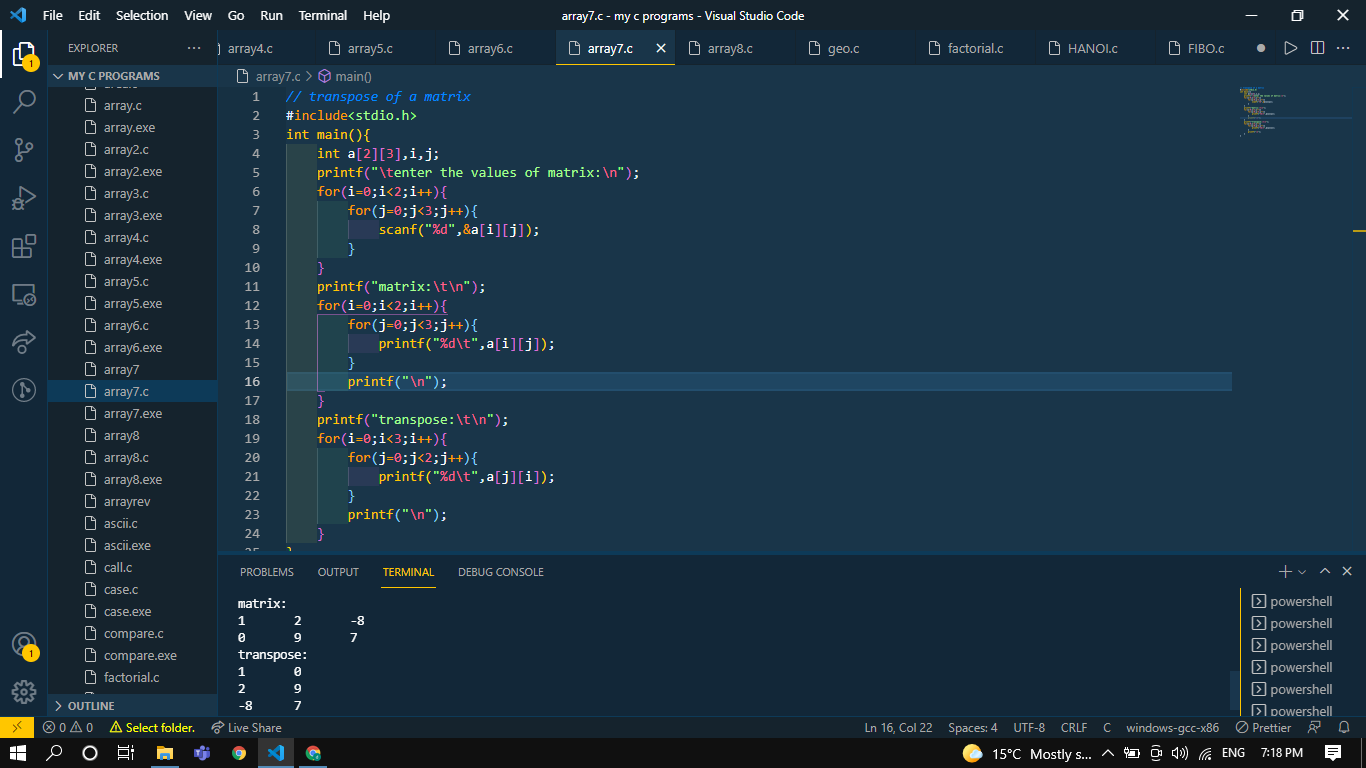 File Edit Selection View Go Run Terminal Help
array7.c - my c programs - Visual Studio Code
EXPLORER
array4.c array5.c array6.c array7.c array8.c geo.c factorial.c HANOI.c FIBO.c
MY C PROGRAMS
array.c
array.exe
array2.c
array2.exe
array3.c
array3.exe
array4.c
array4.exe
array5.c
array5.exe
array6.c
array6.exe
array7
array7.c
array7.exe
array8
array8.c
array8.exe
arrayrev
ascii.c
ascii.exe
call.c
case.c
case.exe
compare.c
compare.exe
factorial.c
OUTLINE
1
1
array7.c > main()
1 // transpose of a matrix
2 #include<stdio.h>
3 int main(){
4 int a[2][3],i,j;
5 printf("\tenter the values of matrix:\n");
6 for(i=0;i<2;i++){
7 for(j=0;j<3;j++){
8 scanf("%d",&a[i][j]);
9 }
10 }
11 printf("matrix:\t\n");
12 for(i=0;i<2;i++){
13 for(j=0;j<3;j++){
14 printf("%d\t",a[i][j]);
15 }
16 printf("\n");
17 }
18 printf("transpose:\t\n");
19 for(i=0;i<3;i++){
20 for(j=0;j<2;j++){
21 printf("%d\t",a[j][i]);
22 }
23 printf("\n");
24 }
25 }
PROBLEMS OUTPUT TERMINAL DEBUG CONSOLE
matrix:
1 2 -8
0 9 7
transpose:
1 0
2 9
-8 7
powershell
powershell
powershell
powershell
powershell
powershell
0 0 Select folder. Live Share
Ln 16, Col 22 Spaces: 4 UTF-8 CRLF C windows-gcc-x86 Prettier
15°C Mostly s... ENG 7:18 PM